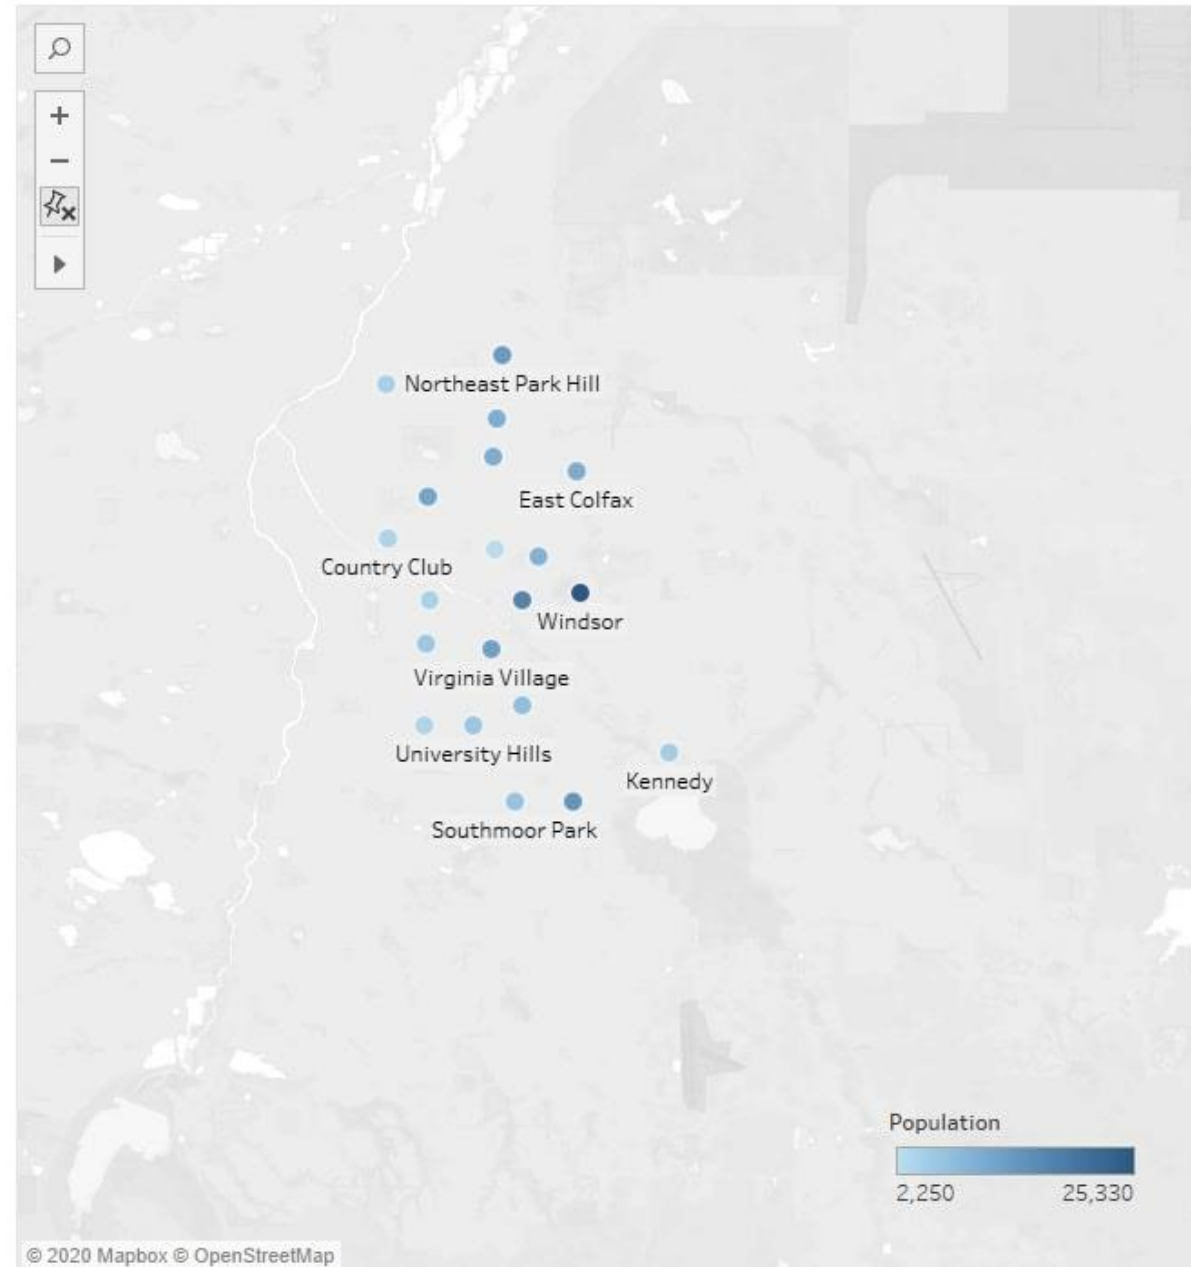 Northeast Park Hill
East Colfax
Country Club
Windsor
Virginia Village
University Hills
Kennedy
Southmoor Park
Population
2,250 25,330
© 2020 Mapbox © OpenStreetMap